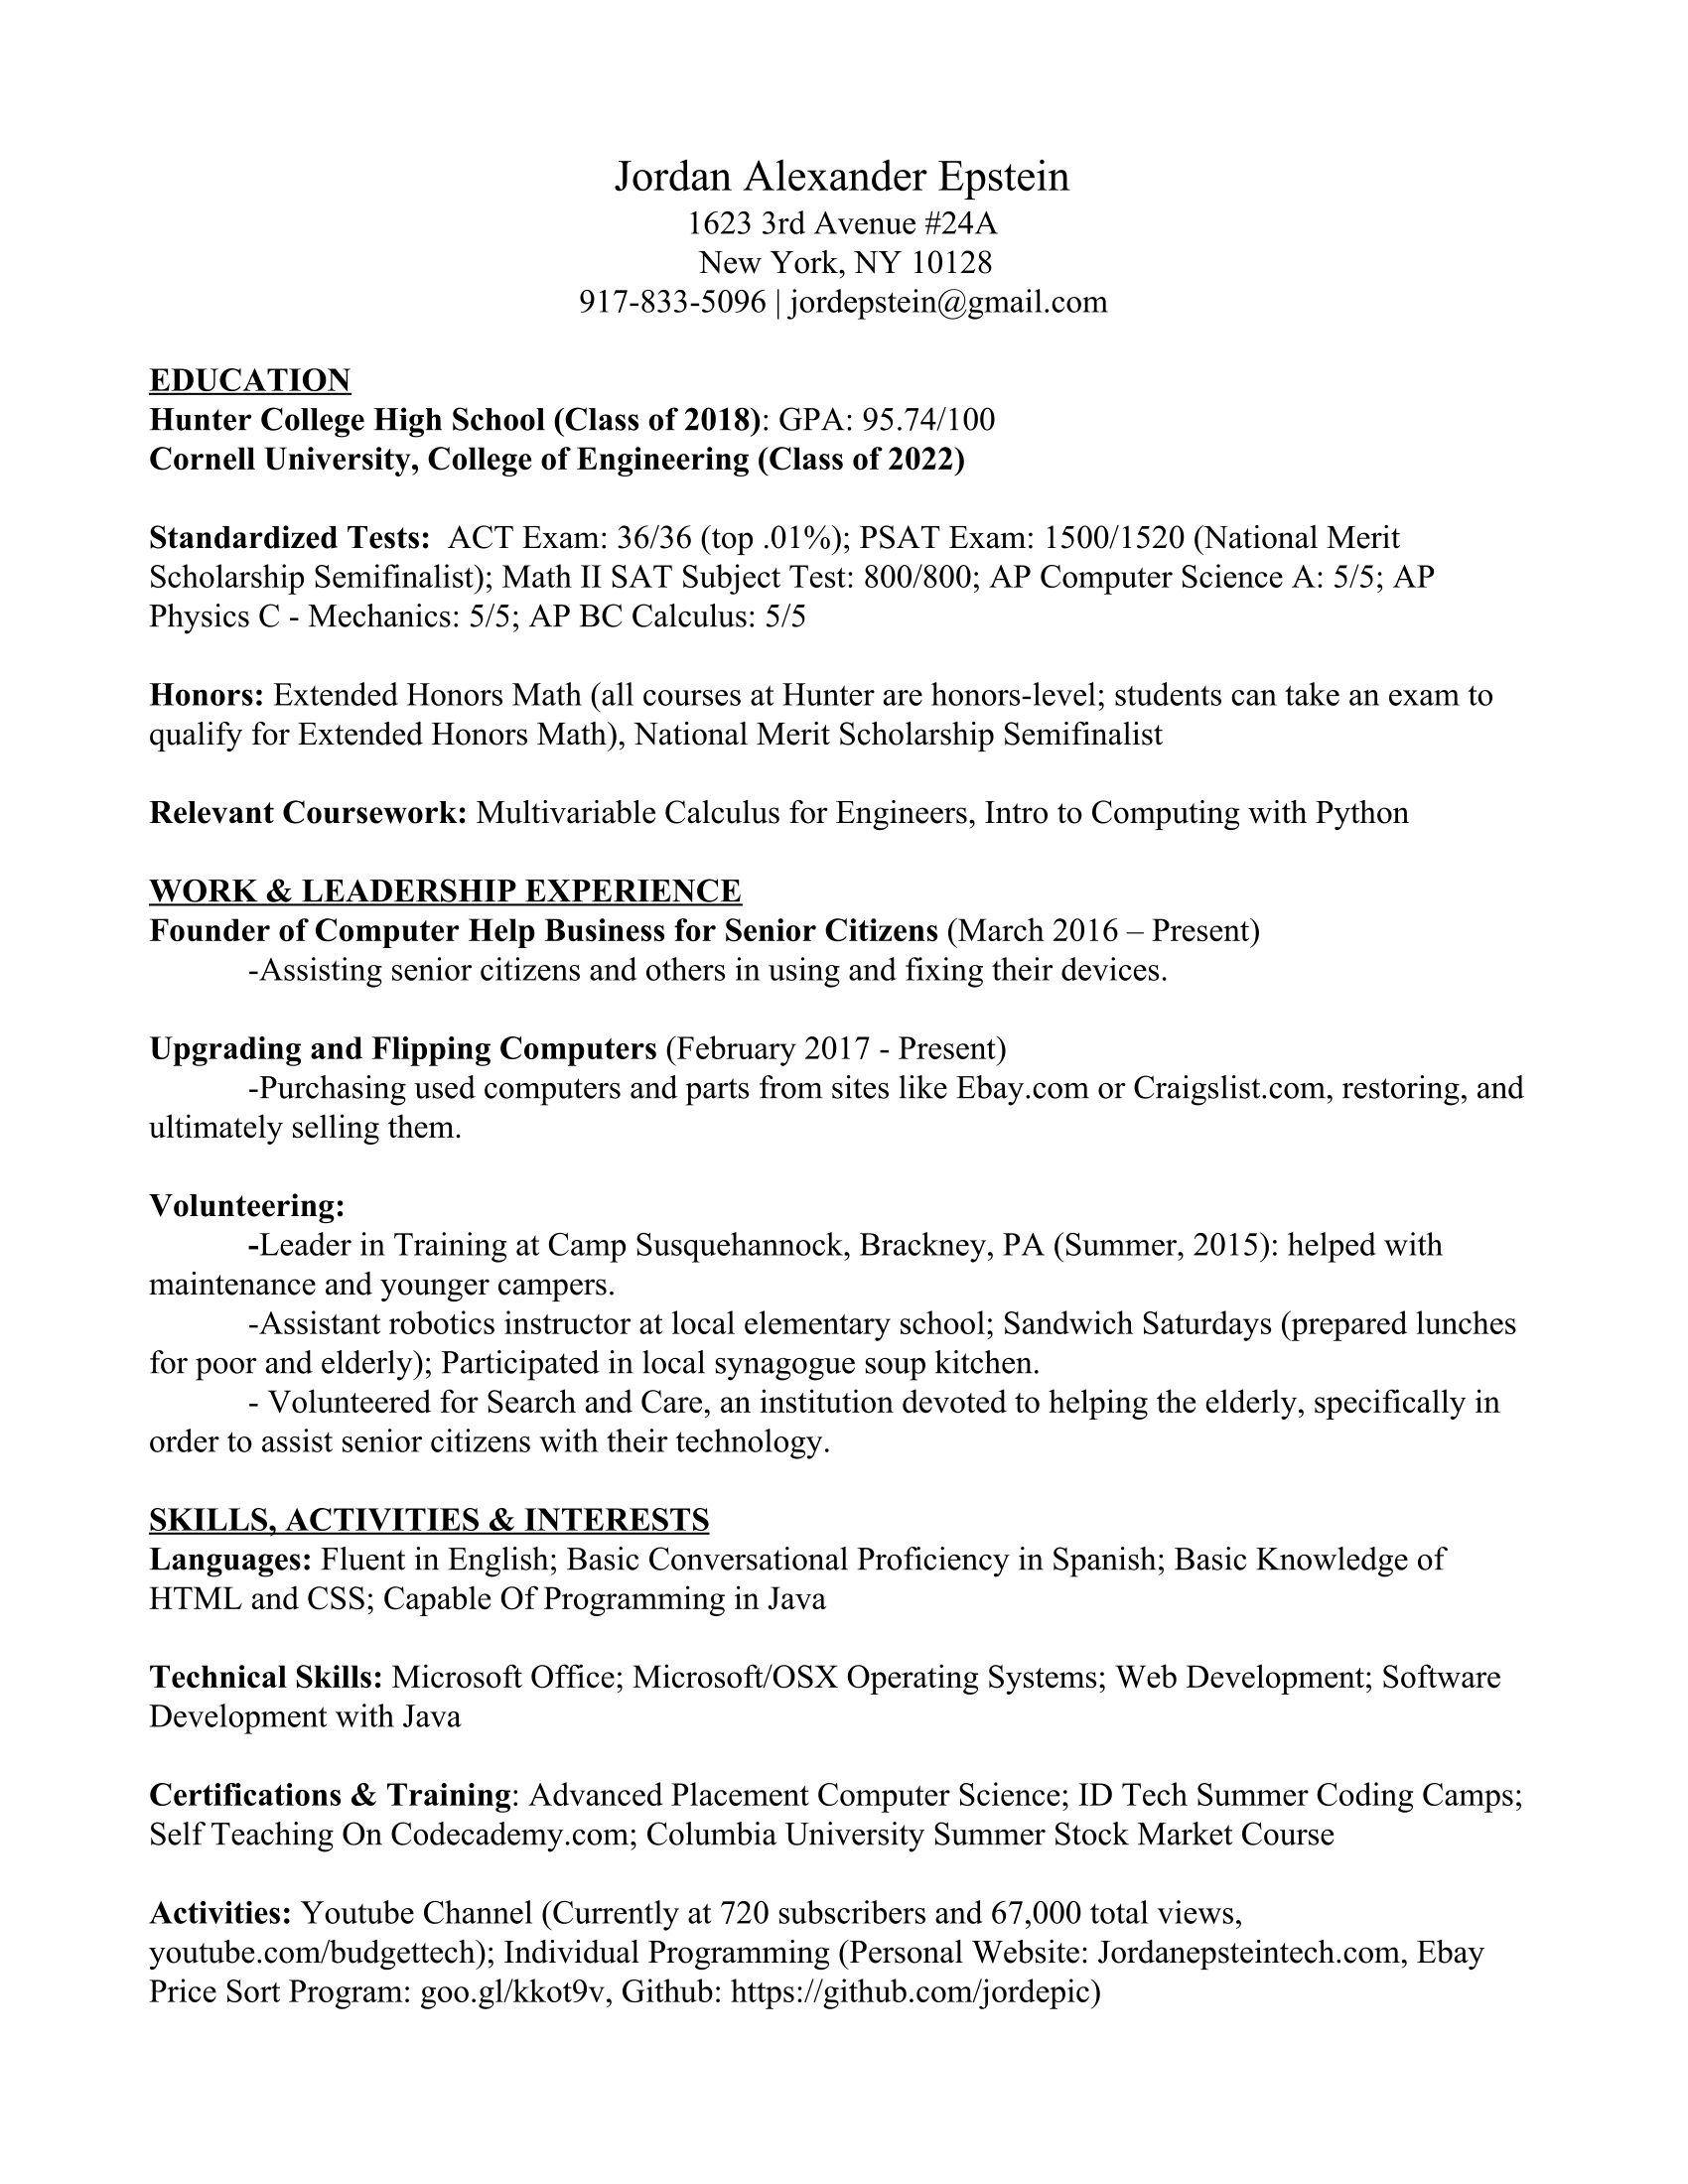 Jordan Alexander Epstein
1623 3rd Avenue #24A
New York, NY 10128
917-833-5096 | jordepstein@gmail.com
EDUCATION
Hunter College High School (Class of 2018): GPA: 95.74/100
Cornell University, College of Engineering (Class of 2022)
Standardized Tests:  ACT Exam: 36/36 (top .01%); PSAT Exam: 1500/1520 (National Merit
Scholarship Semifinalist); Math II SAT Subject Test: 800/800; AP Computer Science A: 5/5; AP
Physics C - Mechanics: 5/5; AP BC Calculus: 5/5
Honors: Extended Honors Math (all courses at Hunter are honors-level; students can take an exam to
qualify for Extended Honors Math), National Merit Scholarship Semifinalist
Relevant Coursework: Multivariable Calculus for Engineers, Intro to Computing with Python
WORK & LEADERSHIP EXPERIENCE
Founder of Computer Help Business for Senior Citizens (March 2016 – Present)
-Assisting senior citizens and others in using and fixing their devices.
Upgrading and Flipping Computers (February 2017 - Present)
-Purchasing used computers and parts from sites like Ebay.com or Craigslist.com, restoring, and
ultimately selling them.
Volunteering:
-Leader in Training at Camp Susquehannock, Brackney, PA (Summer, 2015): helped with
maintenance and younger campers.
-Assistant robotics instructor at local elementary school; Sandwich Saturdays (prepared lunches
for poor and elderly); Participated in local synagogue soup kitchen.
- Volunteered for Search and Care, an institution devoted to helping the elderly, specifically in
order to assist senior citizens with their technology.
SKILLS, ACTIVITIES & INTERESTS
Languages: Fluent in English; Basic Conversational Proficiency in Spanish; Basic Knowledge of
HTML and CSS; Capable Of Programming in Java
Technical Skills: Microsoft Office; Microsoft/OSX Operating Systems; Web Development; Software
Development with Java
Certifications & Training: Advanced Placement Computer Science; ID Tech Summer Coding Camps;
Self Teaching On Codecademy.com; Columbia University Summer Stock Market Course
Activities: Youtube Channel (Currently at 720 subscribers and 67,000 total views,
youtube.com/budgettech); Individual Programming (Personal Website: Jordanepsteintech.com, Ebay
Price Sort Program: goo.gl/kkot9v, Github: https://github.com/jordepic)